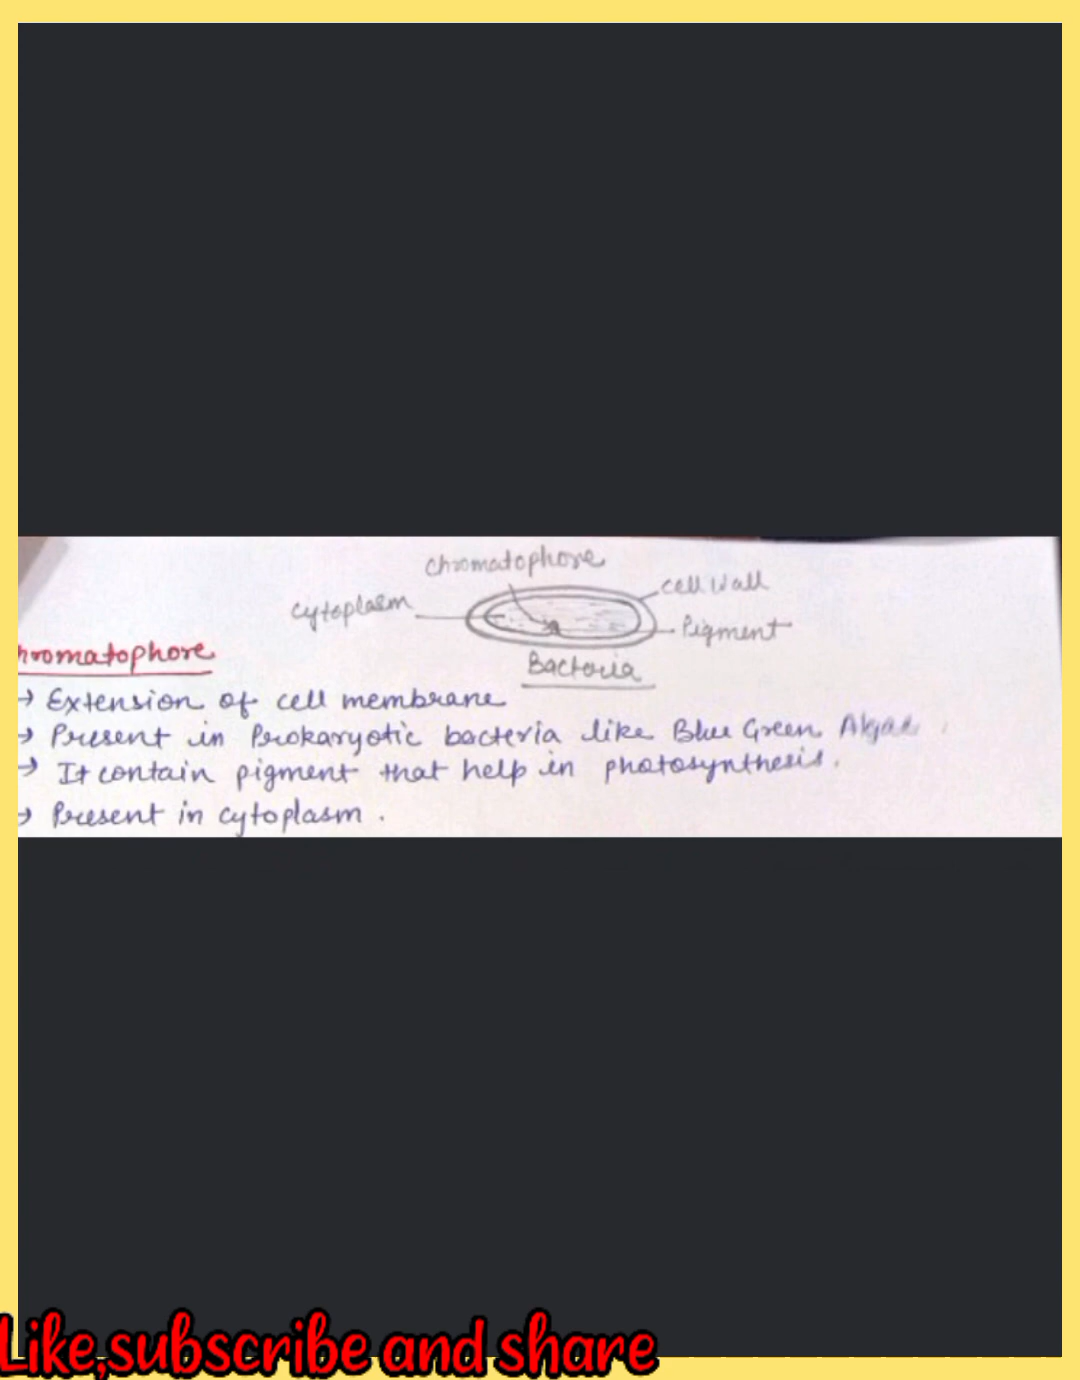 chromatophore
cell wall
cytoplasm
Pigment
hromatophore
Bacteria
→ Extension of cell membrane
→ Present in Prokaryotic bacteria like Blue Green Algae.
→ It contain pigment that help in photosynthesis.
→ Present in cytoplasm.
Like,subscribe and share